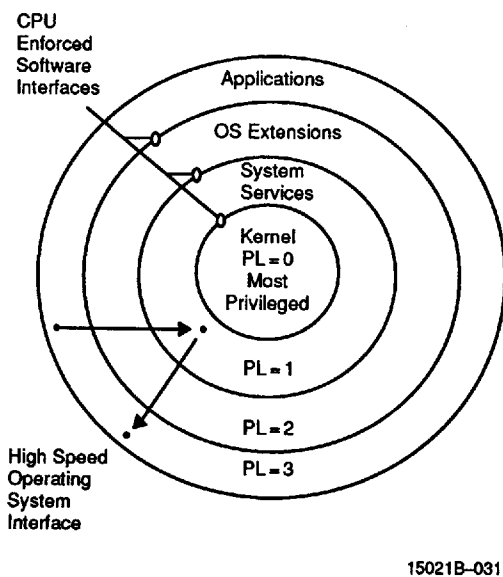 CPU
Enforced
Software
Interfaces
Applications
OS Extensions
System
Services
Kernel
PL = 0
Most
Privileged
PL = 1
PL = 2
PL = 3
High Speed
Operating
System
Interface
15021B–031